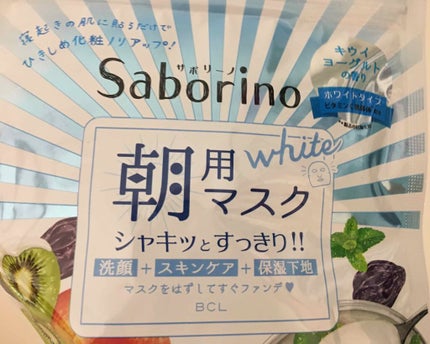 寝起きの肌に貼るだけで
ひきしめ化粧ノリアップ!
キウイ
ヨーグルト
の香り
サボリーノ
Saborino
ホワイトタイプ
white
朝用
マスク
シャキッとすっきり!!
洗顔+スキンケア+保湿下地
マスクをはずしてすぐファンデ♥
BCL